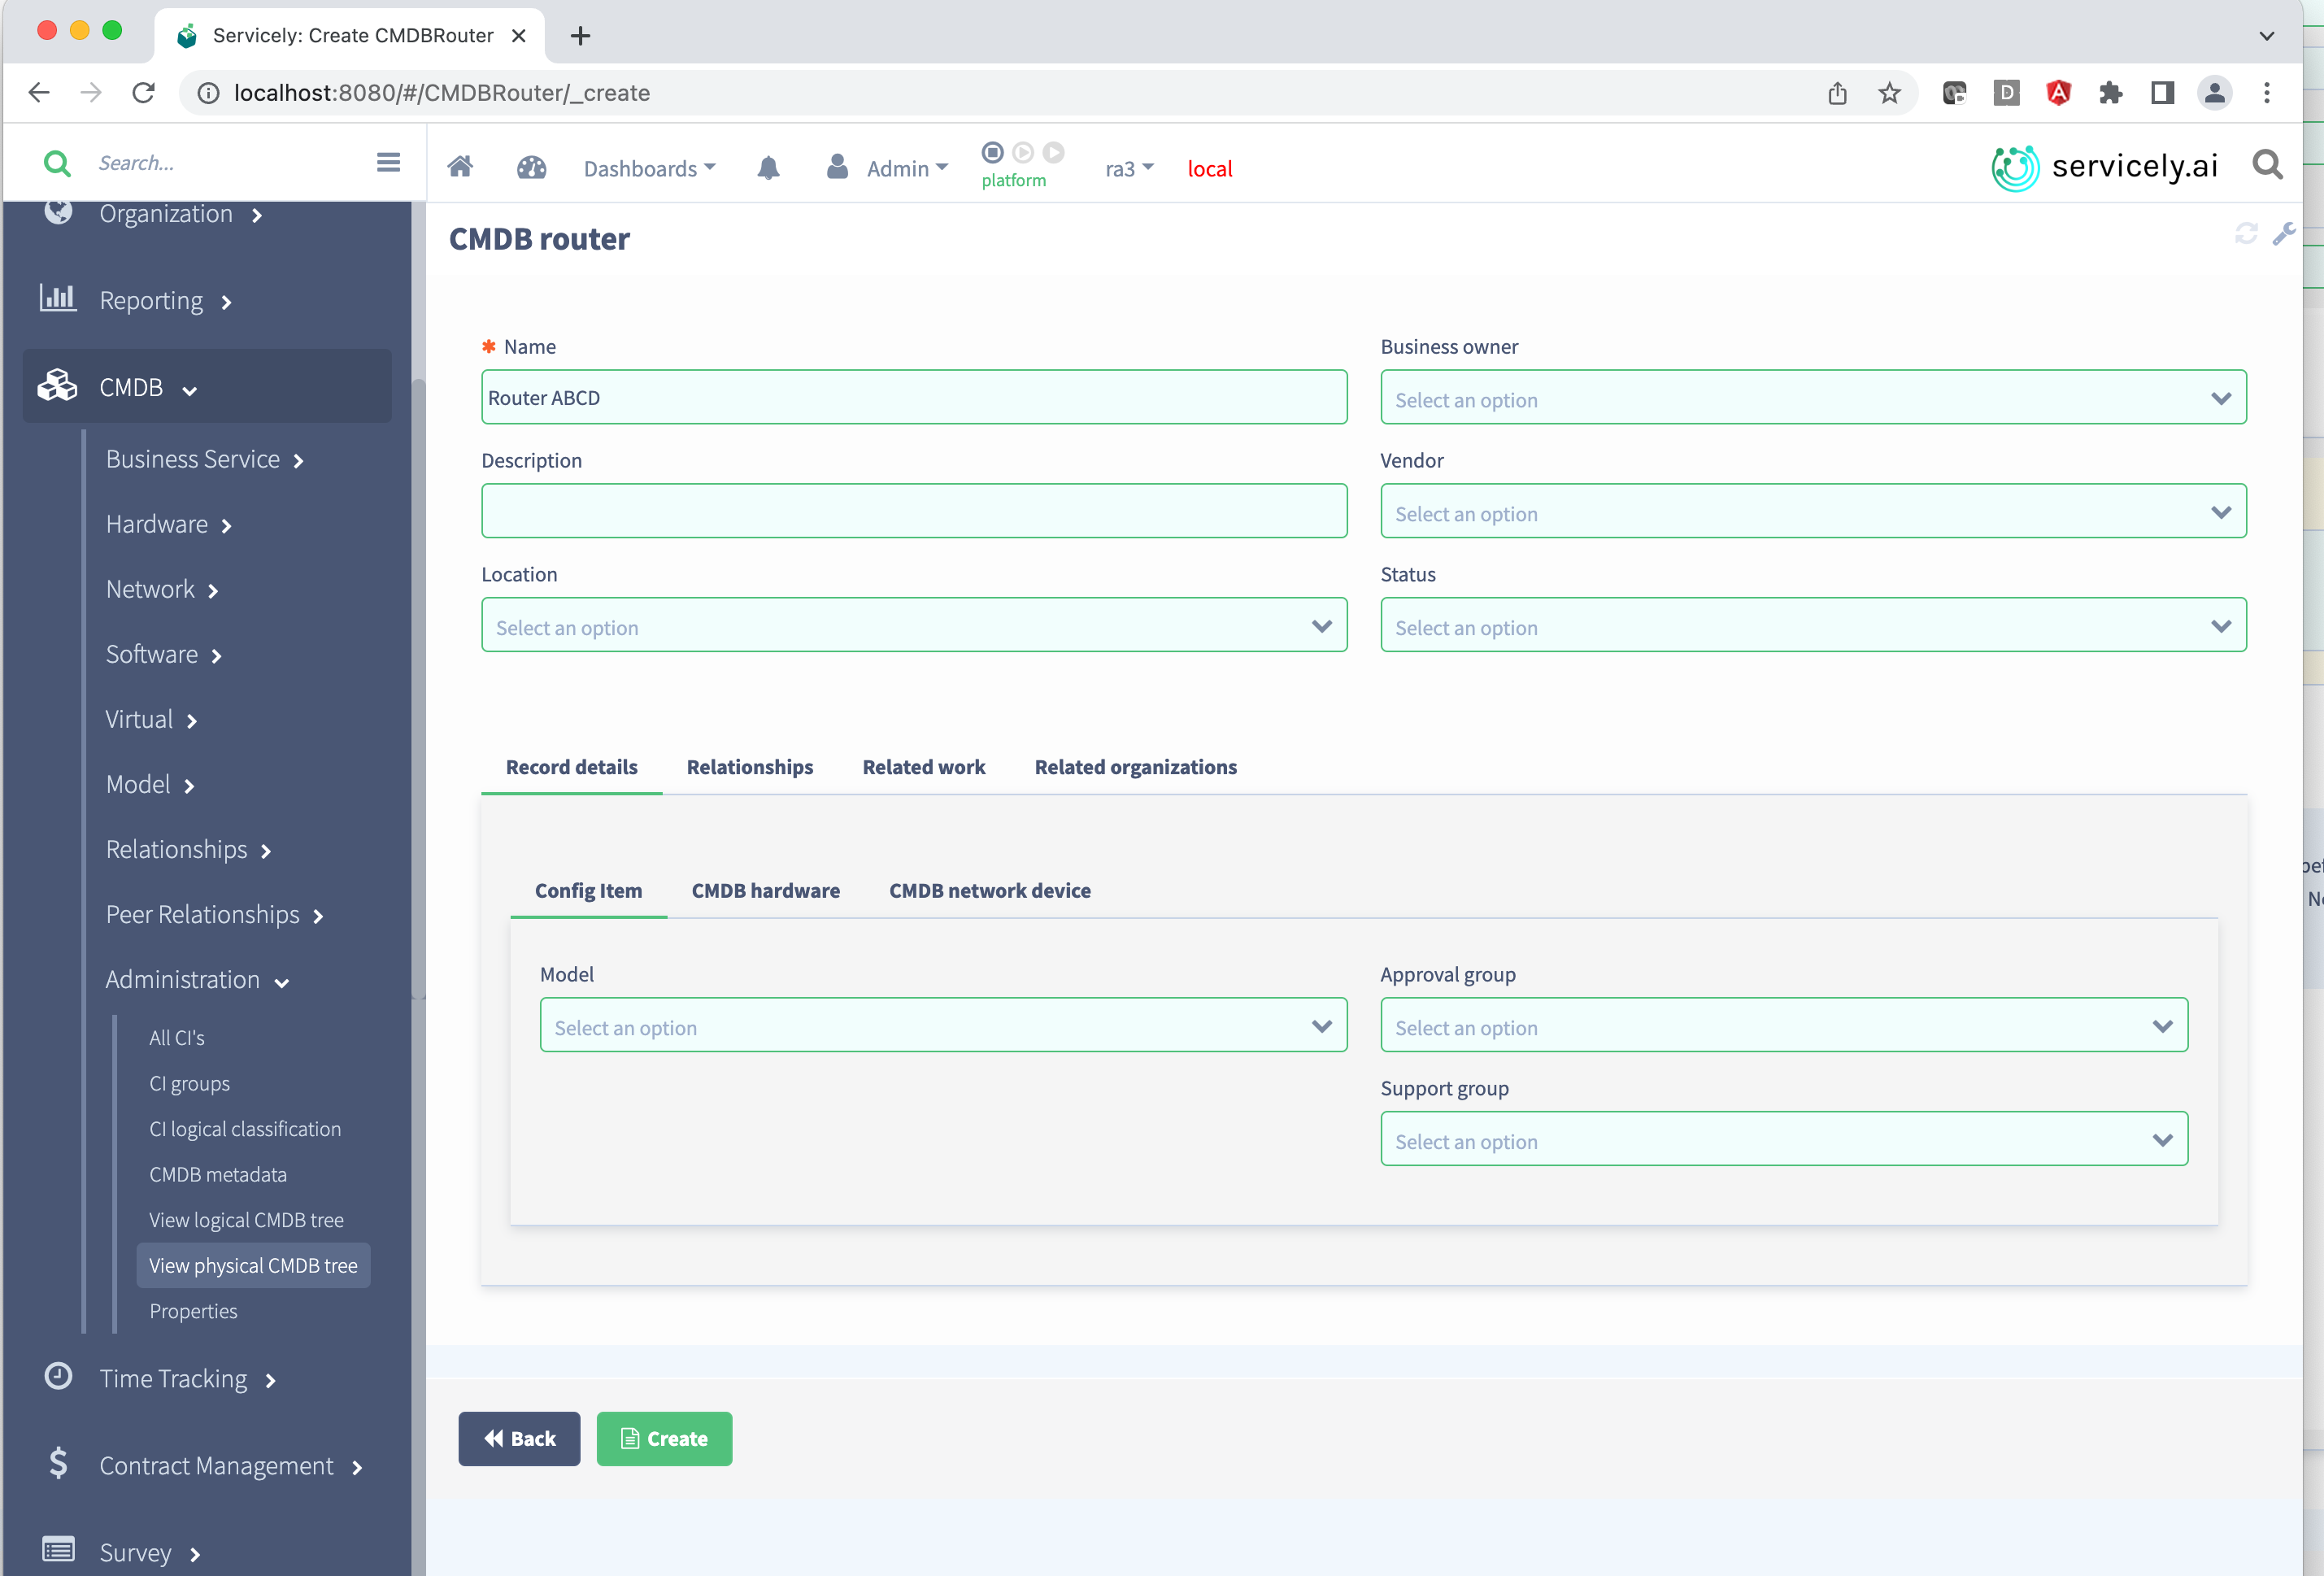 Servicely: Create CMDBRouter
localhost:8080/#/CMDBRouter/_create
Search...
Dashboards
Admin
platform
ra3
local
servicely.ai
Organization
Reporting
CMDB
Business Service
Hardware
Network
Software
Virtual
Model
Relationships
Peer Relationships
Administration
All CI's
CI groups
CI logical classification
CMDB metadata
View logical CMDB tree
View physical CMDB tree
Properties
Time Tracking
Contract Management
Survey
CMDB router
* Name
Business owner
Router ABCD
Select an option
Description
Vendor
Select an option
Location
Status
Select an option
Select an option
Record details Relationships Related work Related organizations
Config Item CMDB hardware CMDB network device
Model
Approval group
Select an option
Select an option
Support group
Select an option
Back
Create